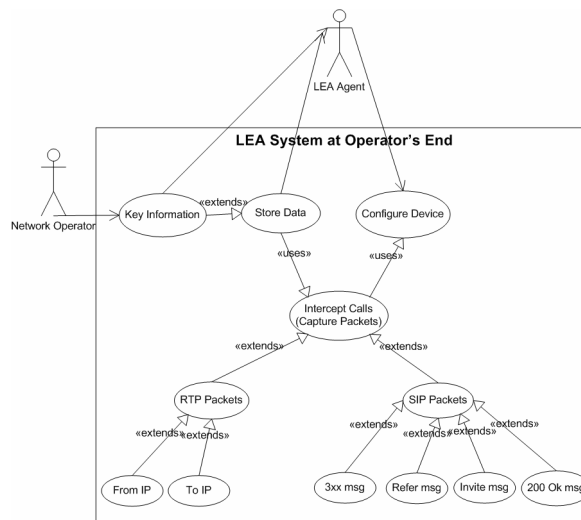 LEA Agent
LEA System at Operator's End
Network Operator
Key Information
«extends»
Store Data
Configure Device
«uses»
«uses»
Intercept Calls
(Capture Packets)
«extends»
«extends»
RTP Packets
SIP Packets
«extends»
«extends»
«extends»
«extends»
«extends»
«extends»
From IP
To IP
3xx msg
Refer msg
Invite msg
200 Ok msg